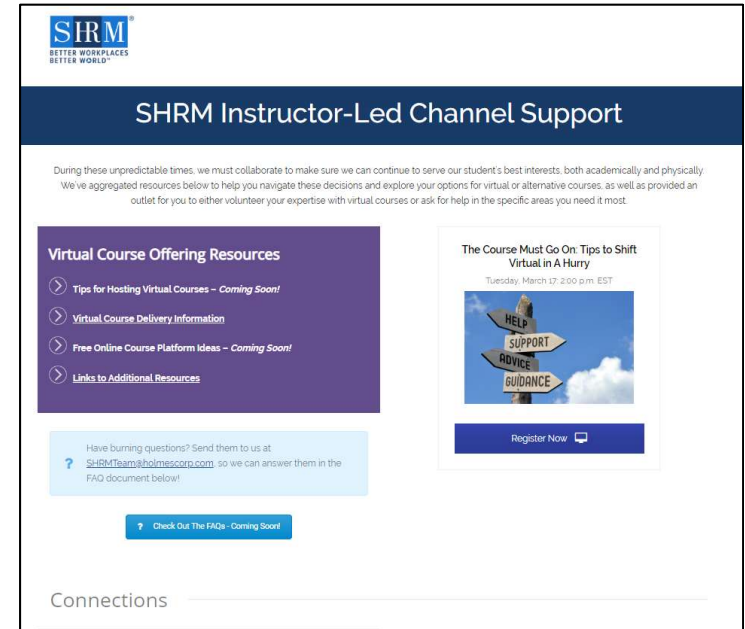 SHRM®
BETTER WORKPLACES
BETTER WORLD™
SHRM Instructor-Led Channel Support
During these unpredictable times, we must collaborate to make sure we can continue to serve our student's best interests, both academically and physically.
We've aggregated resources below to help you navigate these decisions and explore your options for virtual or alternative courses, as well as provided an
outlet for you to either volunteer your expertise with virtual courses or ask for help in the specific areas you need it most.
Virtual Course Offering Resources
Tips for Hosting Virtual Courses – Coming Soon!
Virtual Course Delivery Information
Free Online Course Platform Ideas – Coming Soon!
Links to Additional Resources
? Have burning questions? Send them to us at
SHRMTeam@holmescorp.com, so we can answer them in the
FAQ document below!
? Check Out The FAQs - Coming Soon!
The Course Must Go On: Tips to Shift
Virtual in A Hurry
Tuesday, March 17; 2:00 p.m. EST
HELP
SUPPORT
ADVICE
GUIDANCE
Register Now
Connections